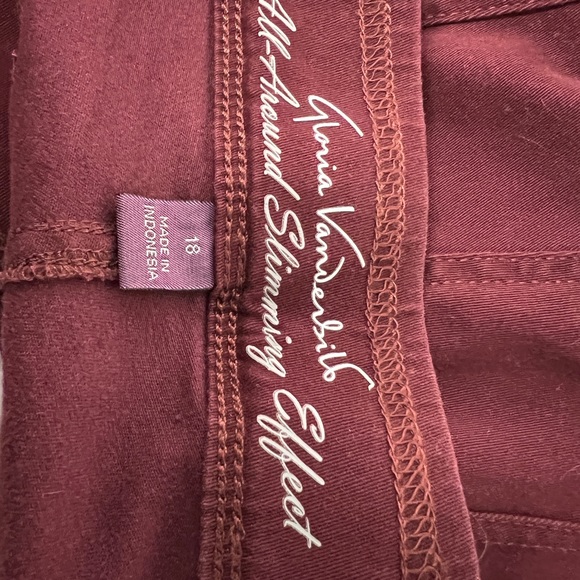 Gloria Vanderbilt
All-Around Slimming Effect
18
MADE IN
INDONESIA